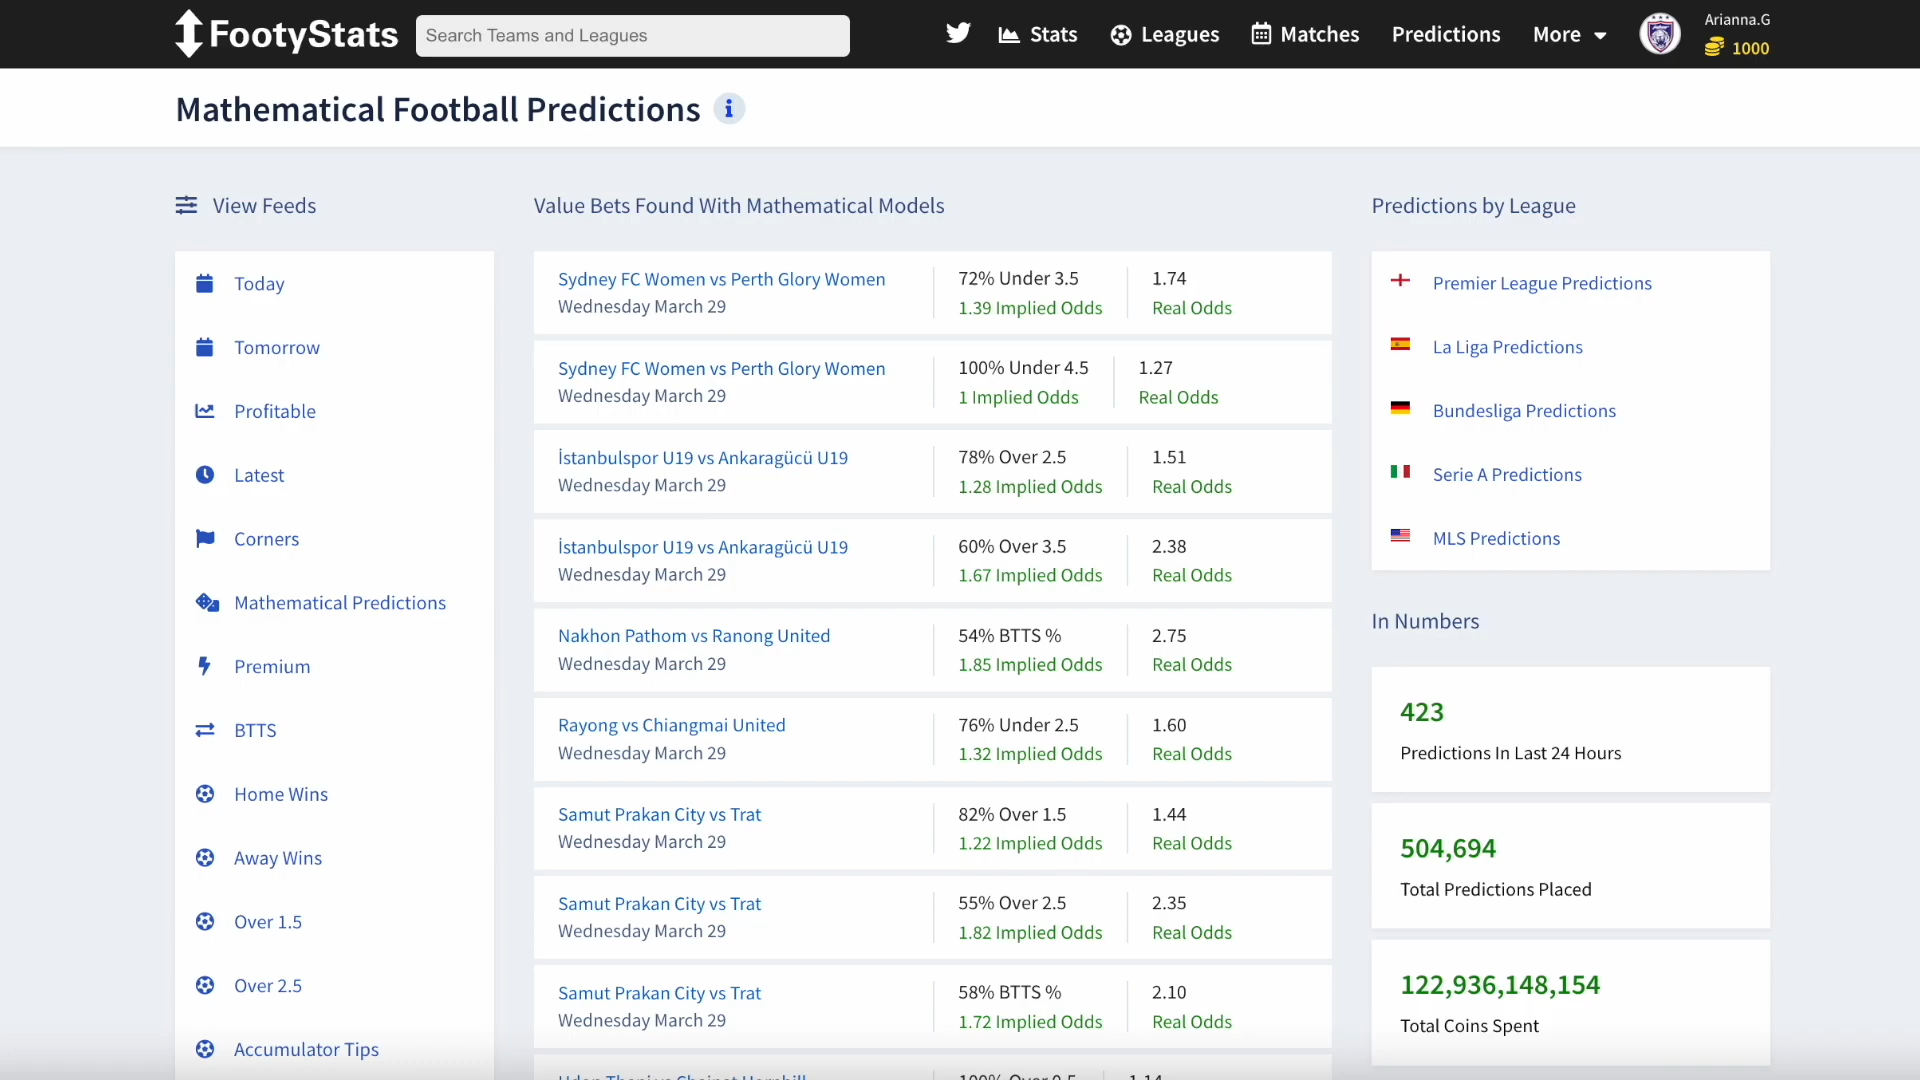 FootyStats
Search Teams and Leagues
Stats
Leagues
Matches
Predictions
More
Arianna.G
1000
Mathematical Football Predictions
View Feeds
Today
Tomorrow
Profitable
Latest
Corners
Mathematical Predictions
Premium
BTTS
Home Wins
Away Wins
Over 1.5
Over 2.5
Accumulator Tips
Value Bets Found With Mathematical Models
Sydney FC Women vs Perth Glory Women
Wednesday March 29
72% Under 3.5
1.39 Implied Odds
1.74
Real Odds
Sydney FC Women vs Perth Glory Women
Wednesday March 29
100% Under 4.5
1 Implied Odds
1.27
Real Odds
İstanbulspor U19 vs Ankaragücü U19
Wednesday March 29
78% Over 2.5
1.28 Implied Odds
1.51
Real Odds
İstanbulspor U19 vs Ankaragücü U19
Wednesday March 29
60% Over 3.5
1.67 Implied Odds
2.38
Real Odds
Nakhon Pathom vs Ranong United
Wednesday March 29
54% BTTS %
1.85 Implied Odds
2.75
Real Odds
Rayong vs Chiangmai United
Wednesday March 29
76% Under 2.5
1.32 Implied Odds
1.60
Real Odds
Samut Prakan City vs Trat
Wednesday March 29
82% Over 1.5
1.22 Implied Odds
1.44
Real Odds
Samut Prakan City vs Trat
Wednesday March 29
55% Over 2.5
1.82 Implied Odds
2.35
Real Odds
Samut Prakan City vs Trat
Wednesday March 29
58% BTTS %
1.72 Implied Odds
2.10
Real Odds
Predictions by League
Premier League Predictions
La Liga Predictions
Bundesliga Predictions
Serie A Predictions
MLS Predictions
In Numbers
423
Predictions In Last 24 Hours
504,694
Total Predictions Placed
122,936,148,154
Total Coins Spent